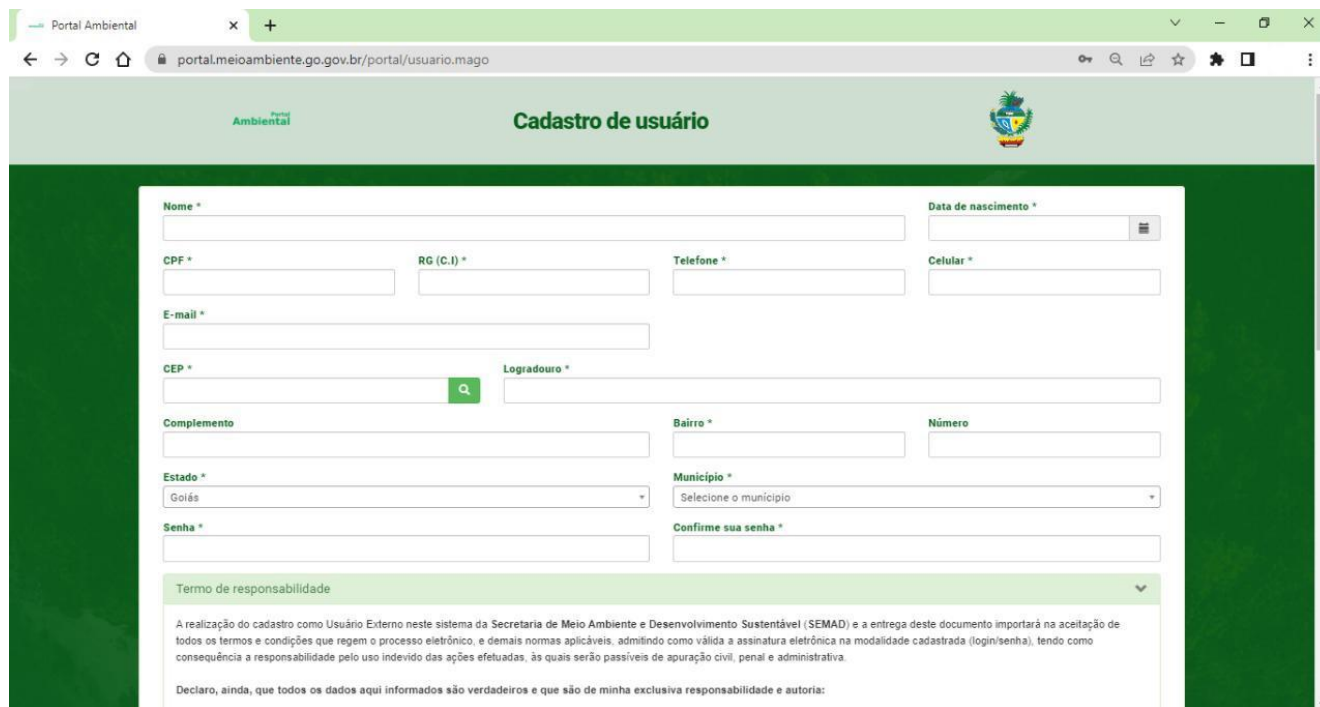 Portal Ambiental
portal.meioambiente.go.gov.br/portal/usuario.mago
Portal
Ambiental
Cadastro de usuário
Nome * Data de nascimento *
CPF * RG (C.I) * Telefone * Celular *
E-mail *
CEP * Logradouro *
Complemento Bairro * Número
Estado * Município *
Goiás Selecione o munícipio
Senha * Confirme sua senha *
Termo de responsabilidade
A realização do cadastro como Usuário Externo neste sistema da Secretaria de Meio Ambiente e Desenvolvimento Sustentável (SEMAD) e a entrega deste documento importará na aceitação de
todos os termos e condições que regem o processo eletrônico, e demais normas aplicáveis, admitindo como válida a assinatura eletrônica na modalidade cadastrada (login/senha), tendo como
consequência a responsabilidade pelo uso indevido das ações efetuadas, às quais serão passíveis de apuração civil, penal e administrativa.
Declaro, ainda, que todos os dados aqui informados são verdadeiros e que são de minha exclusiva responsabilidade e autoria: